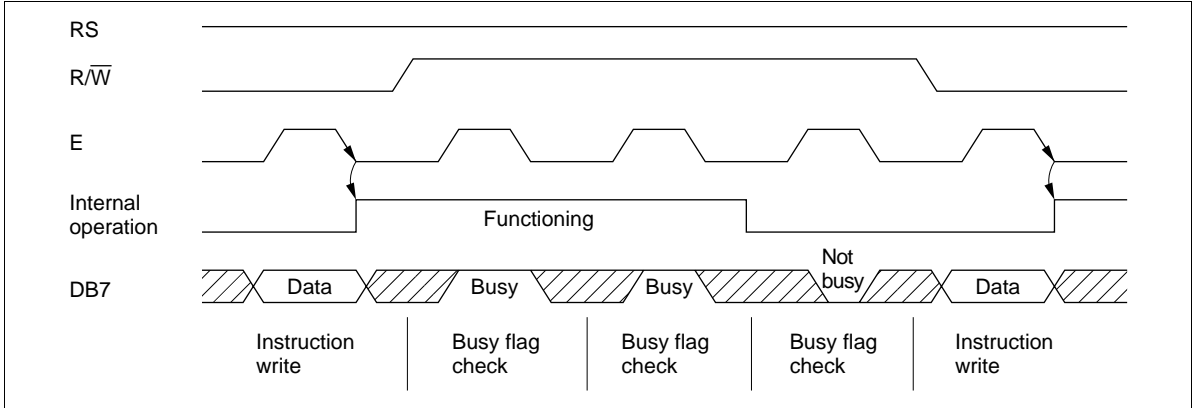 RS
R/W̅
E
Internal
operation
Functioning
DB7
Data
Busy
Busy
Not
busy
Data
Instruction
write
Busy flag
check
Busy flag
check
Busy flag
check
Instruction
write